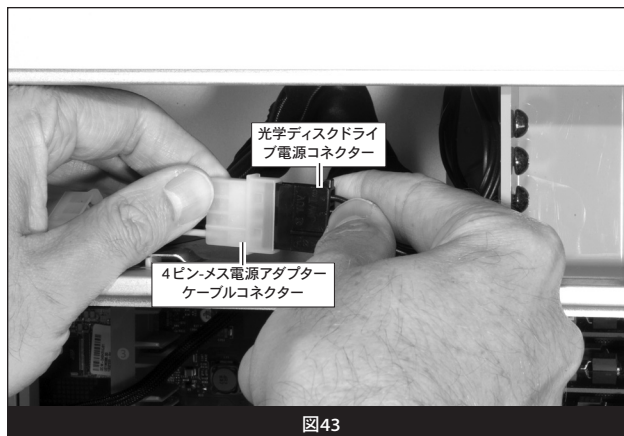 光学ディスクドライ
ブ電源コネクター
4ピン-メス電源アダプター
ケーブルコネクター
図43